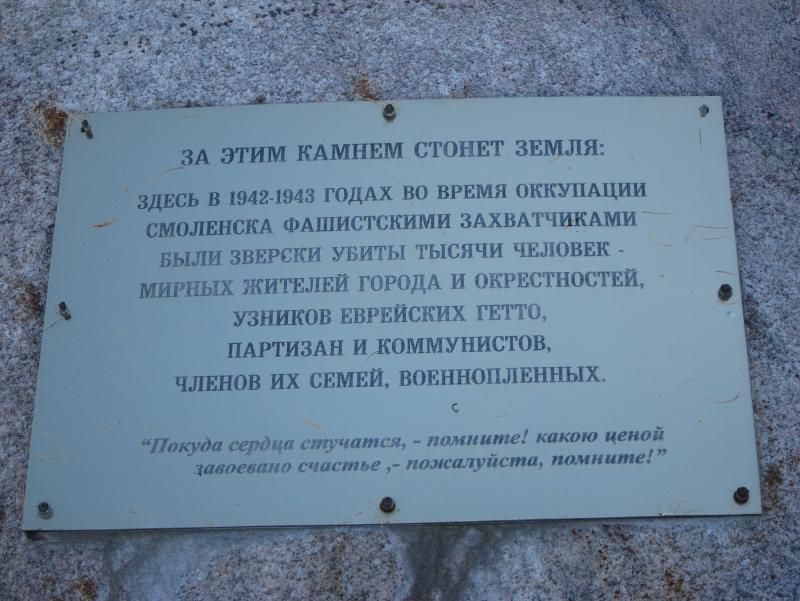 ЗА ЭТИМ КАМНЕМ СТОНЕТ ЗЕМЛЯ:
ЗДЕСЬ В 1942-1943 ГОДАХ ВО ВРЕМЯ ОККУПАЦИИ
СМОЛЕНСКА ФАШИСТСКИМИ ЗАХВАТЧИКАМИ
БЫЛИ ЗВЕРСКИ УБИТЫ ТЫСЯЧИ ЧЕЛОВЕК -
МИРНЫХ ЖИТЕЛЕЙ ГОРОДА И ОКРЕСТНОСТЕЙ,
УЗНИКОВ ЕВРЕЙСКИХ ГЕТТО,
ПАРТИЗАН И КОММУНИСТОВ,
ЧЛЕНОВ ИХ СЕМЕЙ, ВОЕННОПЛЕННЫХ.
“Покуда сердца стучатся, - помните! какою ценой
завоевано счастье ,- пожалуйста, помните!”